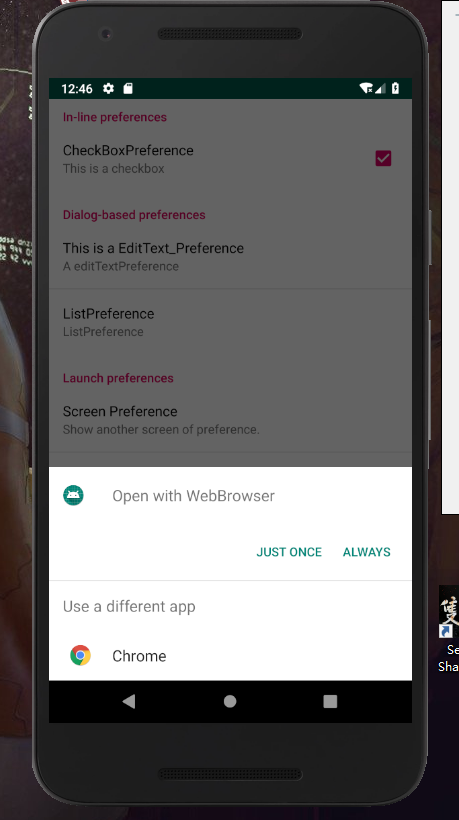 12:46
In-line preferences
CheckBoxPreference
This is a checkbox
Dialog-based preferences
This is a EditText_Preference
A editTextPreference
ListPreference
ListPreference
Launch preferences
Screen Preference
Show another screen of preference.
Open with WebBrowser
JUST ONCE ALWAYS
Use a different app
Chrome
Se
Sha